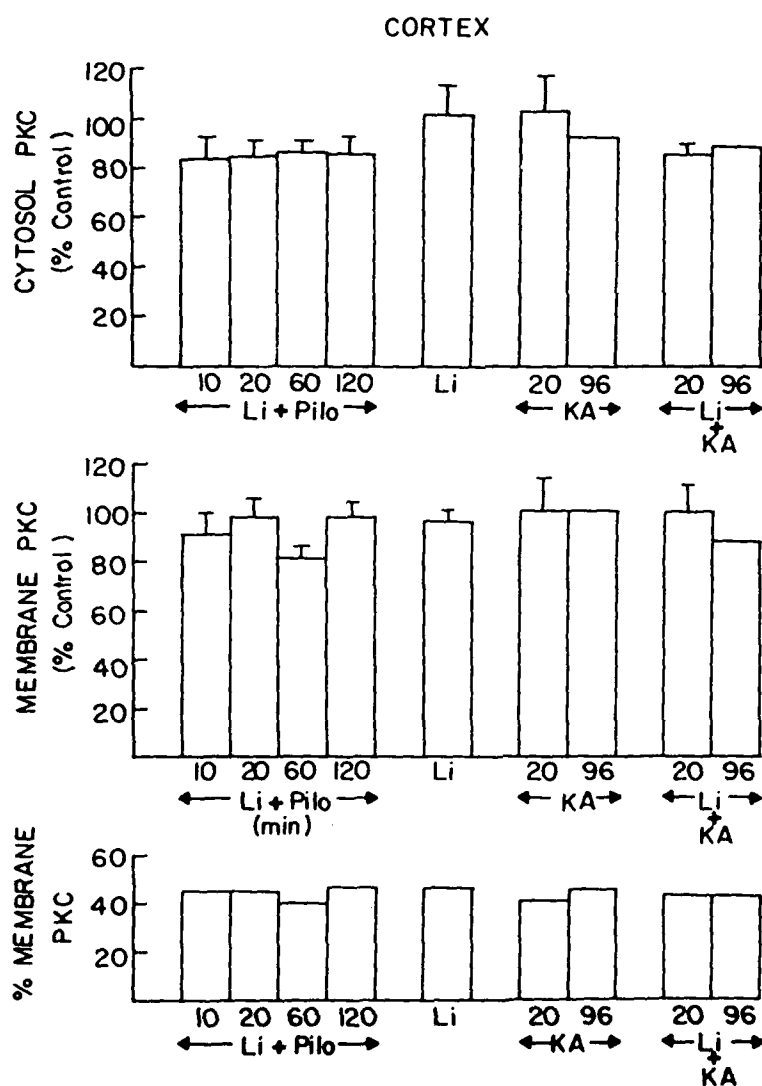 CORTEX
CYTOSOL PKC
(% Control)
120
100
80
60
40
20
10 20 60 120 Li 20 96 20 96
Li + Pilo KA Li
+
KA
MEMBRANE PKC
(% Control)
120
100
80
60
40
20
10 20 60 120 Li 20 96 20 96
Li + Pilo KA Li
(min) +
KA
% MEMBRANE
PKC
60
40
20
10 20 60 120 Li 20 96 20 96
Li + Pilo KA Li
+
KA